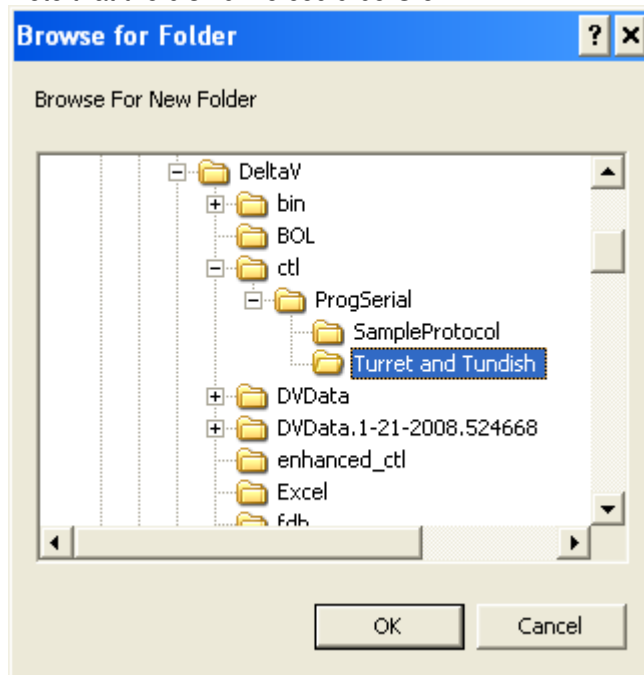 Browse for Folder
Browse For New Folder
DeltaV
bin
BOL
ctl
ProgSerial
SampleProtocol
Turret and Tundish
DVData
DVData.1-21-2008.524668
enhanced_ctl
Excel
fdb
OK
Cancel